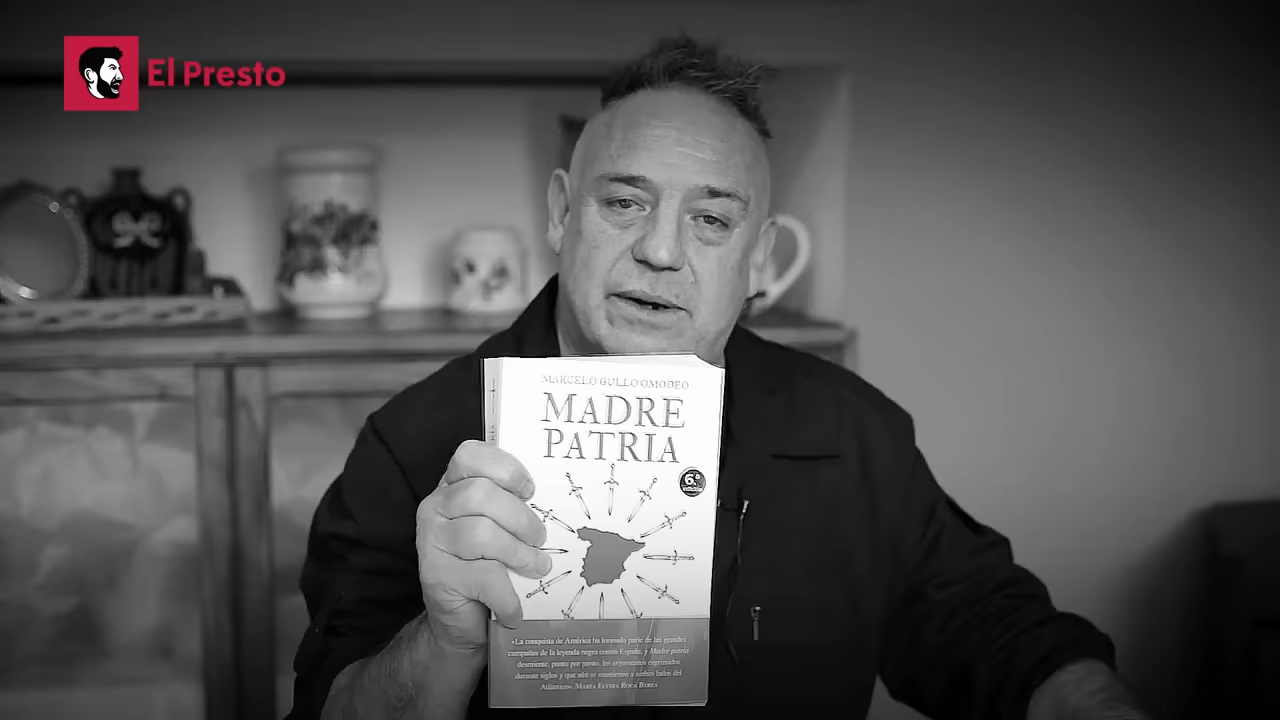 El Presto
MARCELO GULLO OMODEO
MADRE
PATRIA
6.ª
«La conquista de América ha formado parte de las grandes
campañas de la leyenda negra contra España, y Madre patria
desmiente, punto por punto, los argumentos esgrimidos
durante siglos y que aún se mantienen a ambos lados del
Atlántico». MARÍA ELVIRA ROCA BAREA